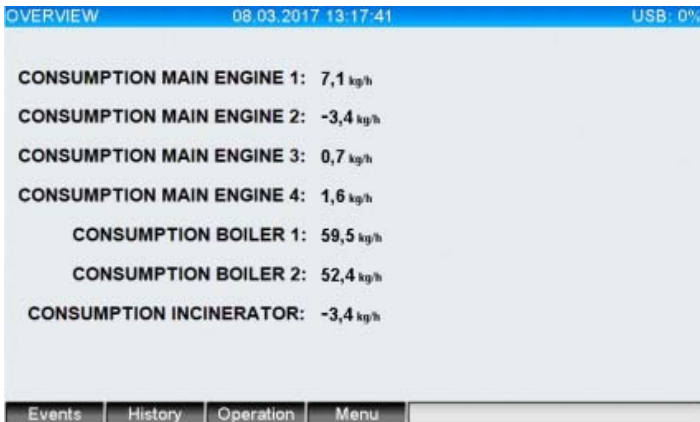 OVERVIEW 08.03.2017 13:17:41 USB: 0%
CONSUMPTION MAIN ENGINE 1: 7,1 kg/h
CONSUMPTION MAIN ENGINE 2: -3,4 kg/h
CONSUMPTION MAIN ENGINE 3: 0,7 kg/h
CONSUMPTION MAIN ENGINE 4: 1,6 kg/h
CONSUMPTION BOILER 1: 59,5 kg/h
CONSUMPTION BOILER 2: 52,4 kg/h
CONSUMPTION INCINERATOR: -3,4 kg/h
Events History Operation Menu